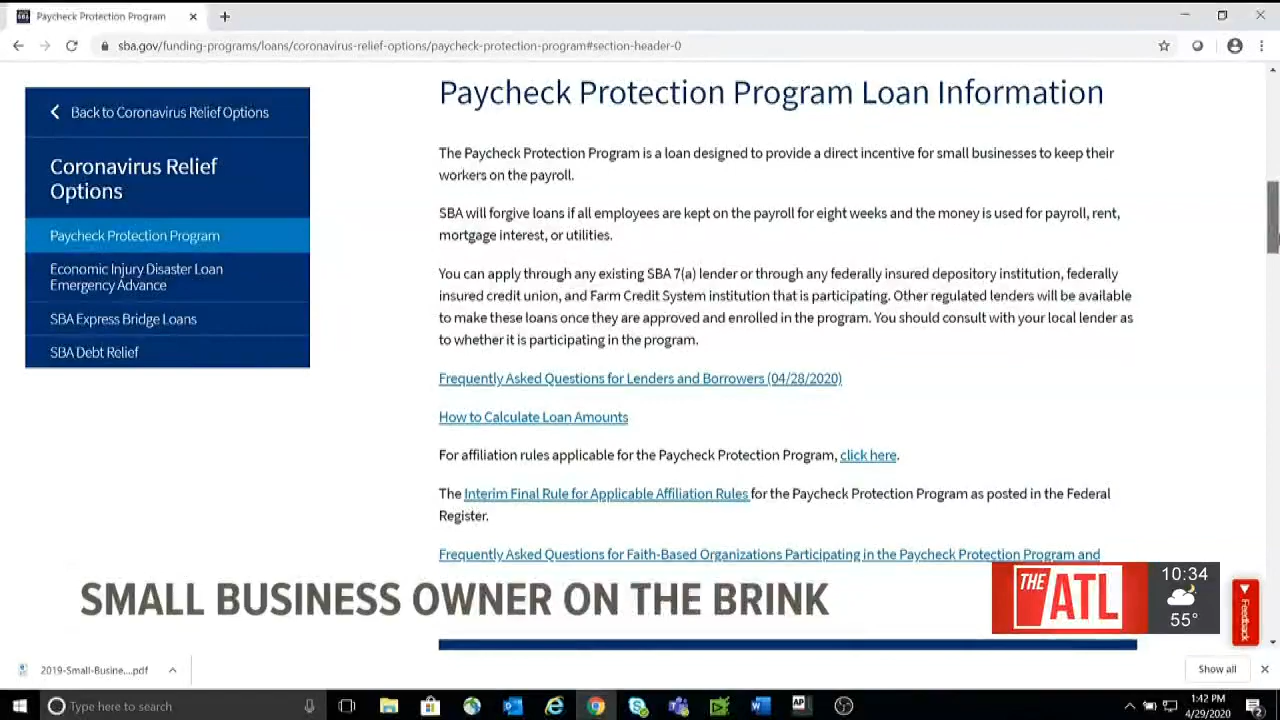 Paycheck Protection Program
sba.gov/funding-programs/loans/coronavirus-relief-options/paycheck-protection-program#section-header-0
Back to Coronavirus Relief Options
Coronavirus Relief
Options
Paycheck Protection Program
Economic Injury Disaster Loan
Emergency Advance
SBA Express Bridge Loans
SBA Debt Relief
Paycheck Protection Program Loan Information
The Paycheck Protection Program is a loan designed to provide a direct incentive for small businesses to keep their
workers on the payroll.
SBA will forgive loans if all employees are kept on the payroll for eight weeks and the money is used for payroll, rent,
mortgage interest, or utilities.
You can apply through any existing SBA 7(a) lender or through any federally insured depository institution, federally
insured credit union, and Farm Credit System institution that is participating. Other regulated lenders will be available
to make these loans once they are approved and enrolled in the program. You should consult with your local lender as
to whether it is participating in the program.
Frequently Asked Questions for Lenders and Borrowers (04/28/2020)
How to Calculate Loan Amounts
For affiliation rules applicable for the Paycheck Protection Program, click here.
The Interim Final Rule for Applicable Affiliation Rules for the Paycheck Protection Program as posted in the Federal
Register.
Frequently Asked Questions for Faith-Based Organizations Participating in the Paycheck Protection Program and
SMALL BUSINESS OWNER ON THE BRINK
THE
ATL
10:34
55°
Feedback
2019-Small-Busine....pdf
Show all
Type here to search
AP
1:42 PM
4/29/2020
2